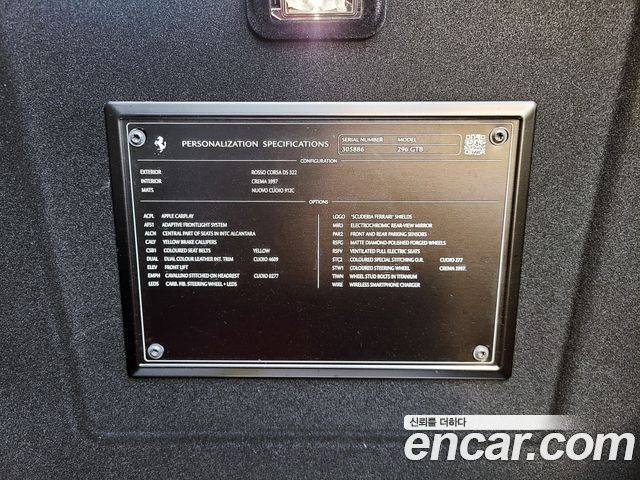 PERSONALIZATION SPECIFICATIONS
SERIAL NUMBER MODEL
305886 296 GTB
CONFIGURATION
EXTERIOR ROSSO CORSA DS 322
INTERIOR CREMA 3997
MATS NUOVO CUOIO 912C
OPTIONS
ACPL APPLE CARPLAY
AFS1 ADAPTIVE FRONTLIGHT SYSTEM
ALCN CENTRAL PART OF SEATS IN INT.C ALCANTARA
CALY YELLOW BRAKE CALLIPERS
CSB1 COLOURED SEAT BELTS YELLOW
DUAL DUAL COLOUR LEATHER INT. TRIM CUOIO 4609
ELEV FRONT LIFT
EMPH CAVALLINO STITCHED ON HEADREST CUOIO 0277
LEDS CARB. FIB. STEERING WHEEL + LEDS
LOGO "SCUDERIA FERRARI" SHIELDS
MIR3 ELECTROCHROMIC REAR-VIEW MIRROR
PAR2 FRONT AND REAR PARKING SENSORS
RSFG MATTE DIAMOND-POLISHED FORGED WHEELS
RSFV VENTILATED FULL ELECTRIC SEATS
STC2 COLOURED SPECIAL STITCHING O.R. CUOIO 277
STW1 COLOURED STEERING WHEEL CREMA 3997
TIWN WHEEL STUD BOLTS IN TITANIUM
WIRE WIRELESS SMARTPHONE CHARGER
신뢰를 더하다
encar.com